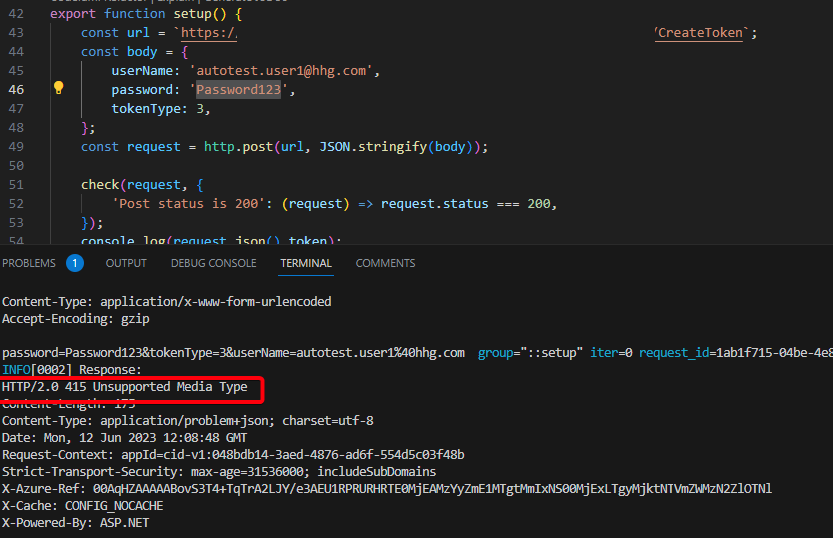 42 export function setup() {
43 const url = `https:/. /CreateToken`;
44 const body = {
45 userName: 'autotest.user1@hhg.com',
46 password: 'Password123',
47 tokenType: 3,
48 };
49 const request = http.post(url, JSON.stringify(body));
50
51 check(request, {
52 'Post status is 200': (request) => request.status === 200,
53 });
54 console.log(request.json().token);
PROBLEMS 1 OUTPUT DEBUG CONSOLE TERMINAL COMMENTS
Content-Type: application/x-www-form-urlencoded
Accept-Encoding: gzip
password=Password123&tokenType=3&userName=autotest.user1%40hhg.com group="::setup" iter=0 request_id=1ab1f715-04be-4e8
INFO[0002] Response:
HTTP/2.0 415 Unsupported Media Type
Content-Length: 175
Content-Type: application/problem+json; charset=utf-8
Date: Mon, 12 Jun 2023 12:08:48 GMT
Request-Context: appId=cid-v1:048bdb14-3aed-4876-ad6f-554d5c03f48b
Strict-Transport-Security: max-age=31536000; includeSubDomains
X-Azure-Ref: 00AqHZAAAAABovS3T4+TqTrA2LJY/e3AEU1RPRURHRTE0MjEAMzYyZmE1MTgtMmIxNS00MjExLTgyMjktNTVmZWMzN2ZlOTNl
X-Cache: CONFIG_NOCACHE
X-Powered-By: ASP.NET